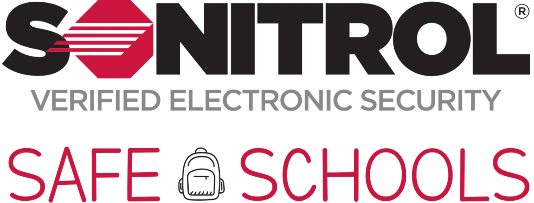 SONITROL®
VERIFIED ELECTRONIC SECURITY
SAFE SCHOOLS